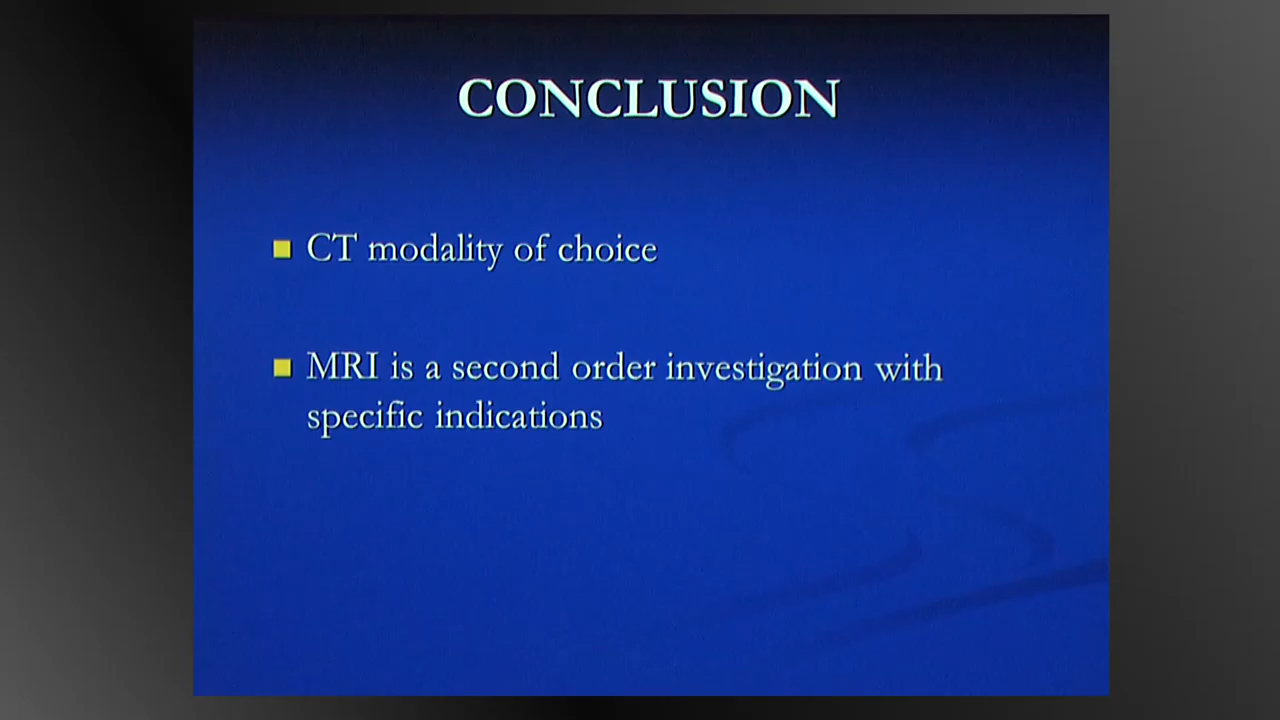 CONCLUSION
CT modality of choice
MRI is a second order investigation with
specific indications